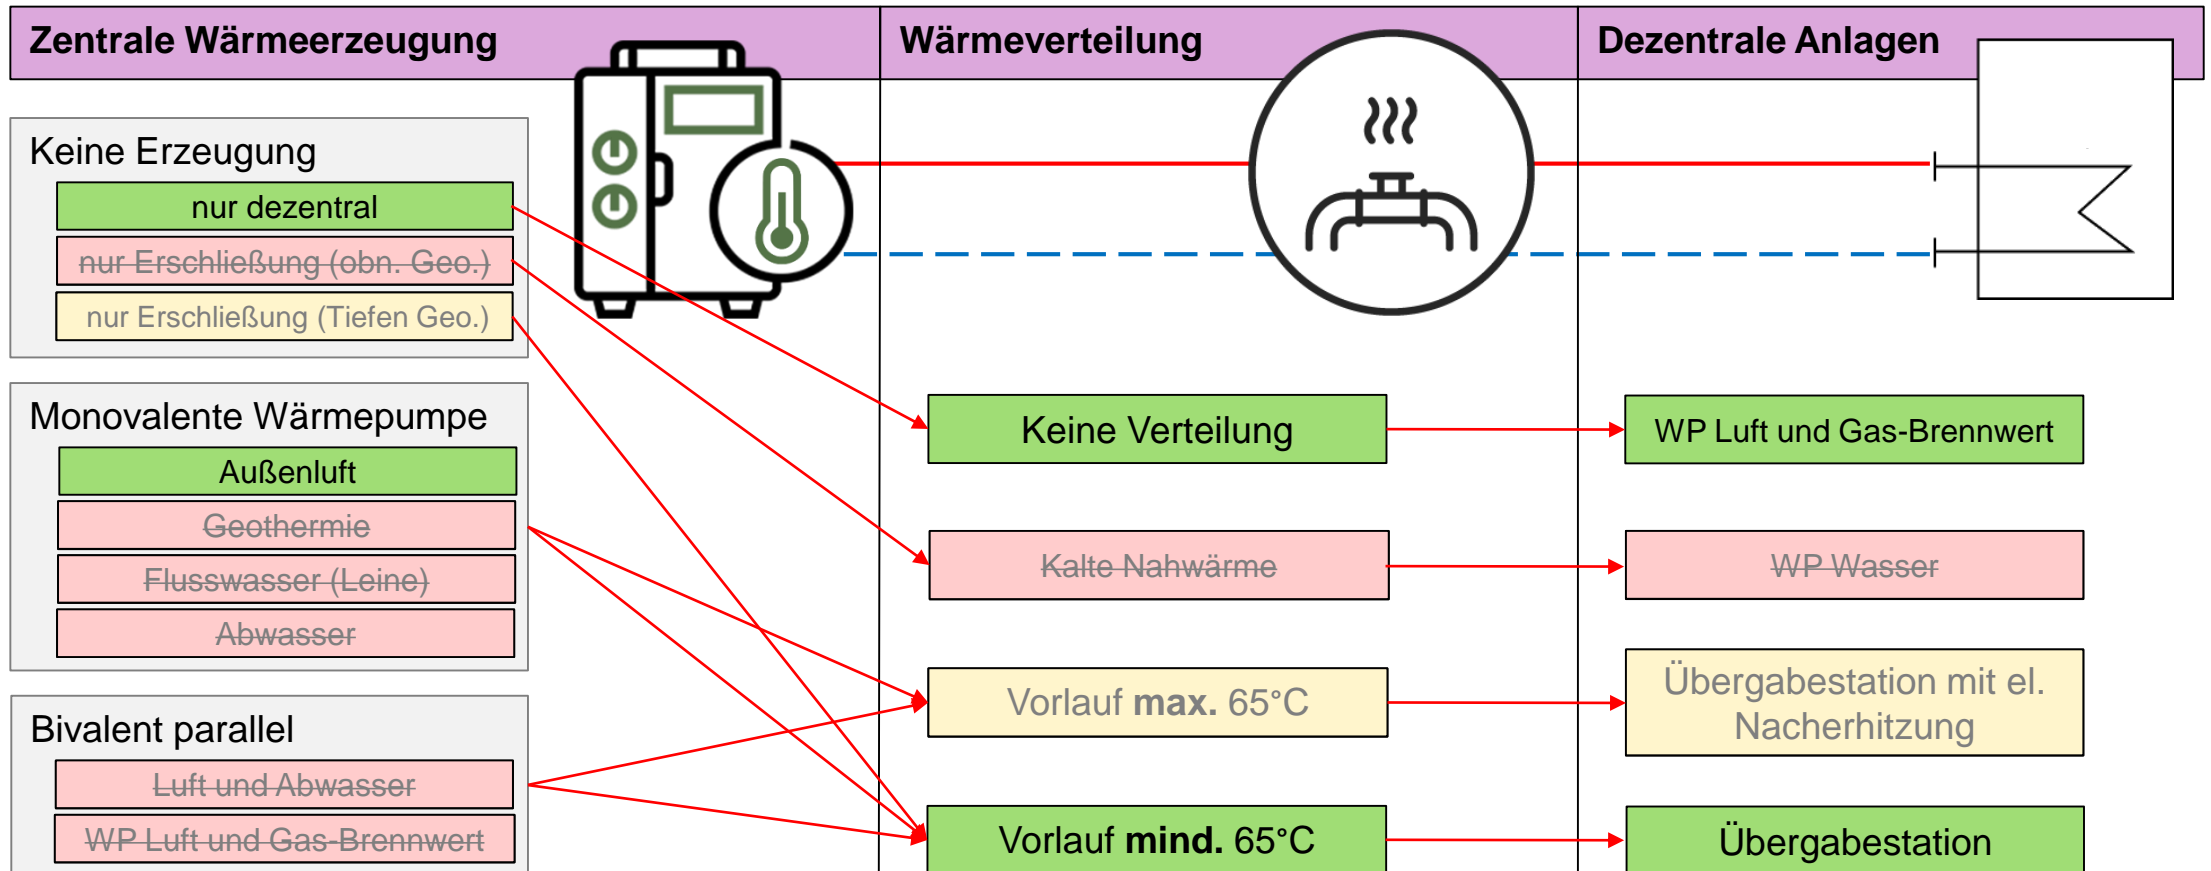 Zentrale Wärmeerzeugung
Wärmeverteilung
Dezentrale Anlagen
Keine Erzeugung
nur dezentral
nur Erschließung (obn. Geo.)
nur Erschließung (Tiefen Geo.)
Monovalente Wärmepumpe
Außenluft
Geothermie
Flusswasser (Leine)
Abwasser
Bivalent parallel
Luft und Abwasser
WP Luft und Gas-Brennwert
Keine Verteilung
Kalte Nahwärme
Vorlauf max. 65°C
Vorlauf mind. 65°C
WP Luft und Gas-Brennwert
WP Wasser
Übergabestation mit el.
Nacherhitzung
Übergabestation